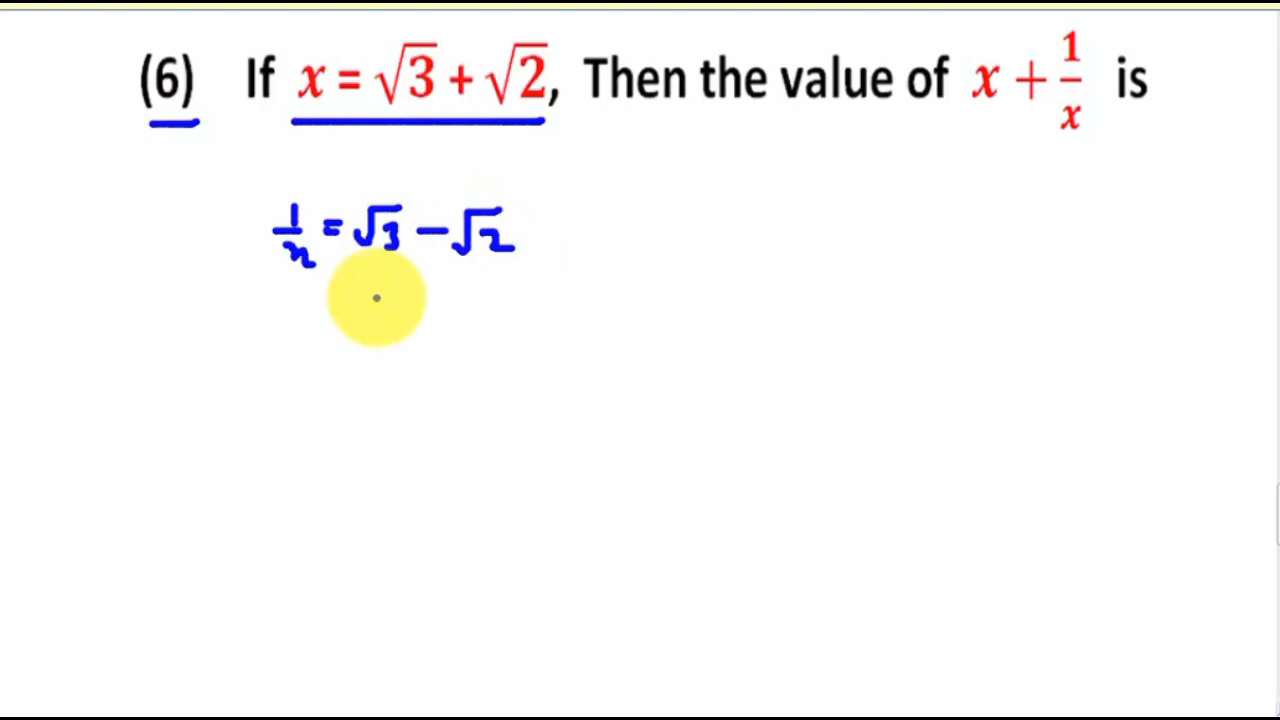 (6) If x = √3 + √2, Then the value of x + 1/x is
1/x = √3 − √2